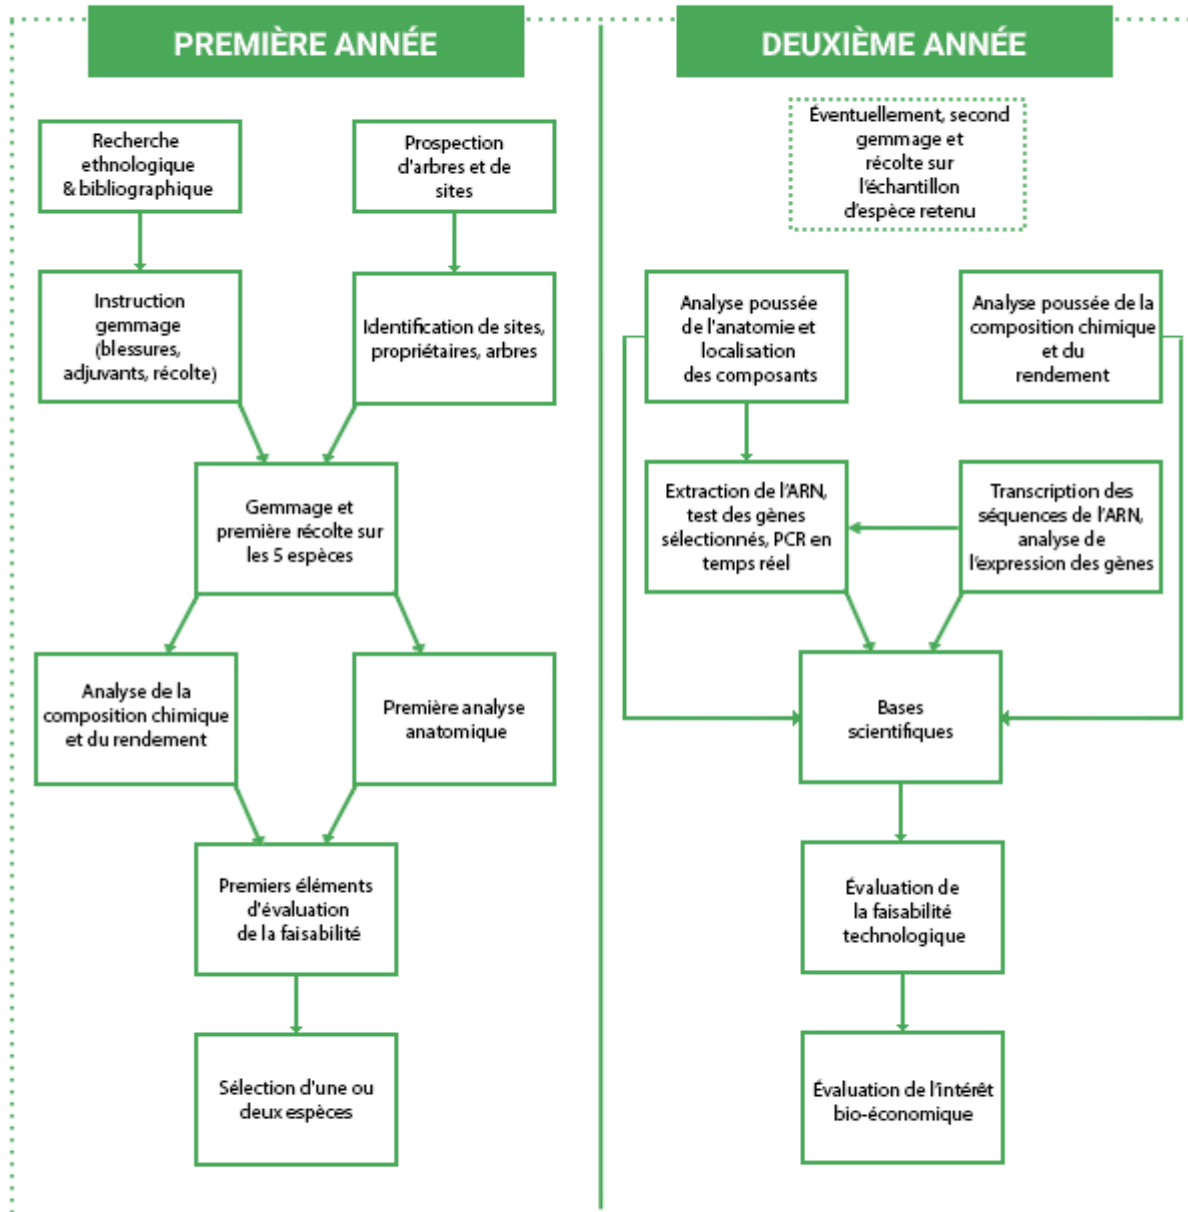 PREMIÈRE ANNÉE
Recherche
ethnologique
& bibliographique
Prospection
d'arbres et de
sites
Instruction
gemmage
(blessures,
adjuvants, récolte)
Identification de sites,
propriétaires, arbres
Gemmage et
première récolte sur
les 5 espèces
Analyse de la
composition chimique
et du rendement
Première analyse
anatomique
Premiers éléments
d'évaluation
de la faisabilité
Sélection d'une ou
deux espèces
DEUXIÈME ANNÉE
Éventuellement, second
gemmage et
récolte sur
l'échantillon
d'espèce retenu
Analyse poussée
de l'anatomie et
localisation
des composants
Analyse poussée de la
composition chimique
et du
rendement
Extraction de l'ARN,
test des gènes
sélectionnés, PCR en
temps réel
Transcription des
séquences de l'ARN,
analyse de
l'expression des gênes
Bases
scientifiques
Évaluation de
la faisabilité
technologique
Évaluation de l'intérêt
bio-économique